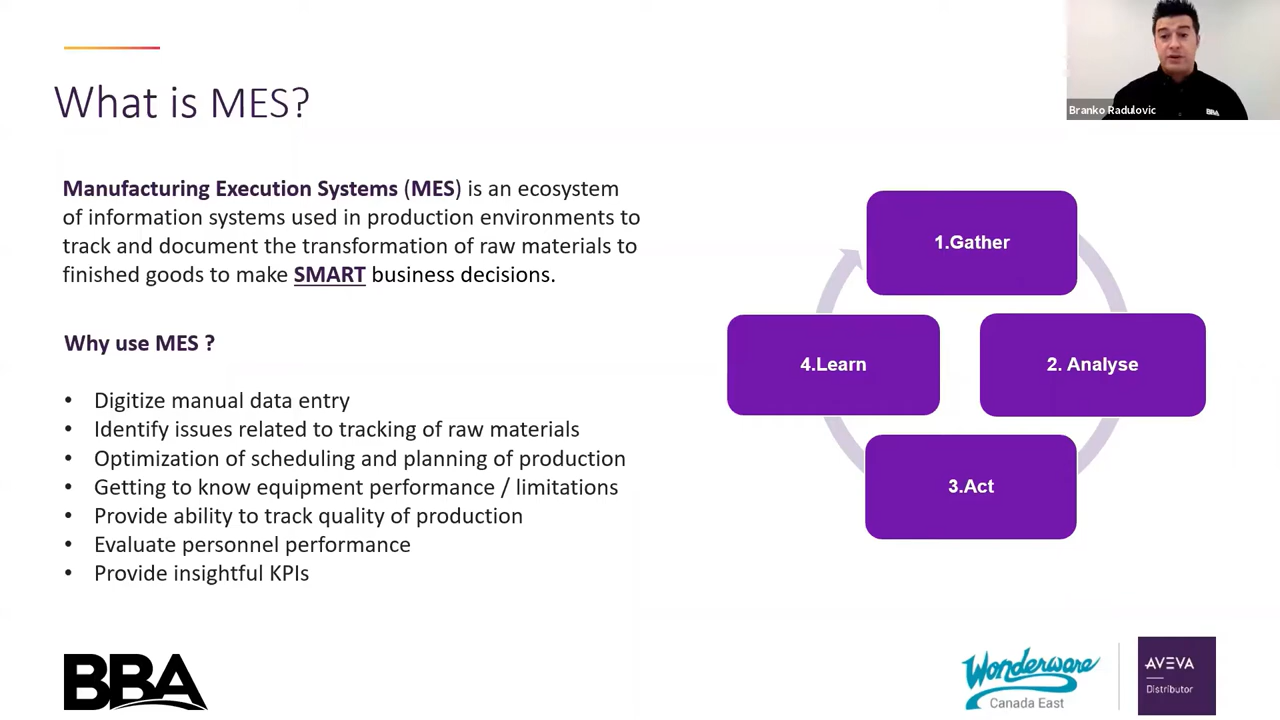 What is MES?
Branko Radulovic
BBA
Manufacturing Execution Systems (MES) is an ecosystem
of information systems used in production environments to
track and document the transformation of raw materials to
finished goods to make SMART business decisions.
Why use MES ?
• Digitize manual data entry
• Identify issues related to tracking of raw materials
• Optimization of scheduling and planning of production
• Getting to know equipment performance / limitations
• Provide ability to track quality of production
• Evaluate personnel performance
• Provide insightful KPIs
1.Gather
2. Analyse
3.Act
4.Learn
BBA
Wonderware
Canada East
AVEVA
Distributor